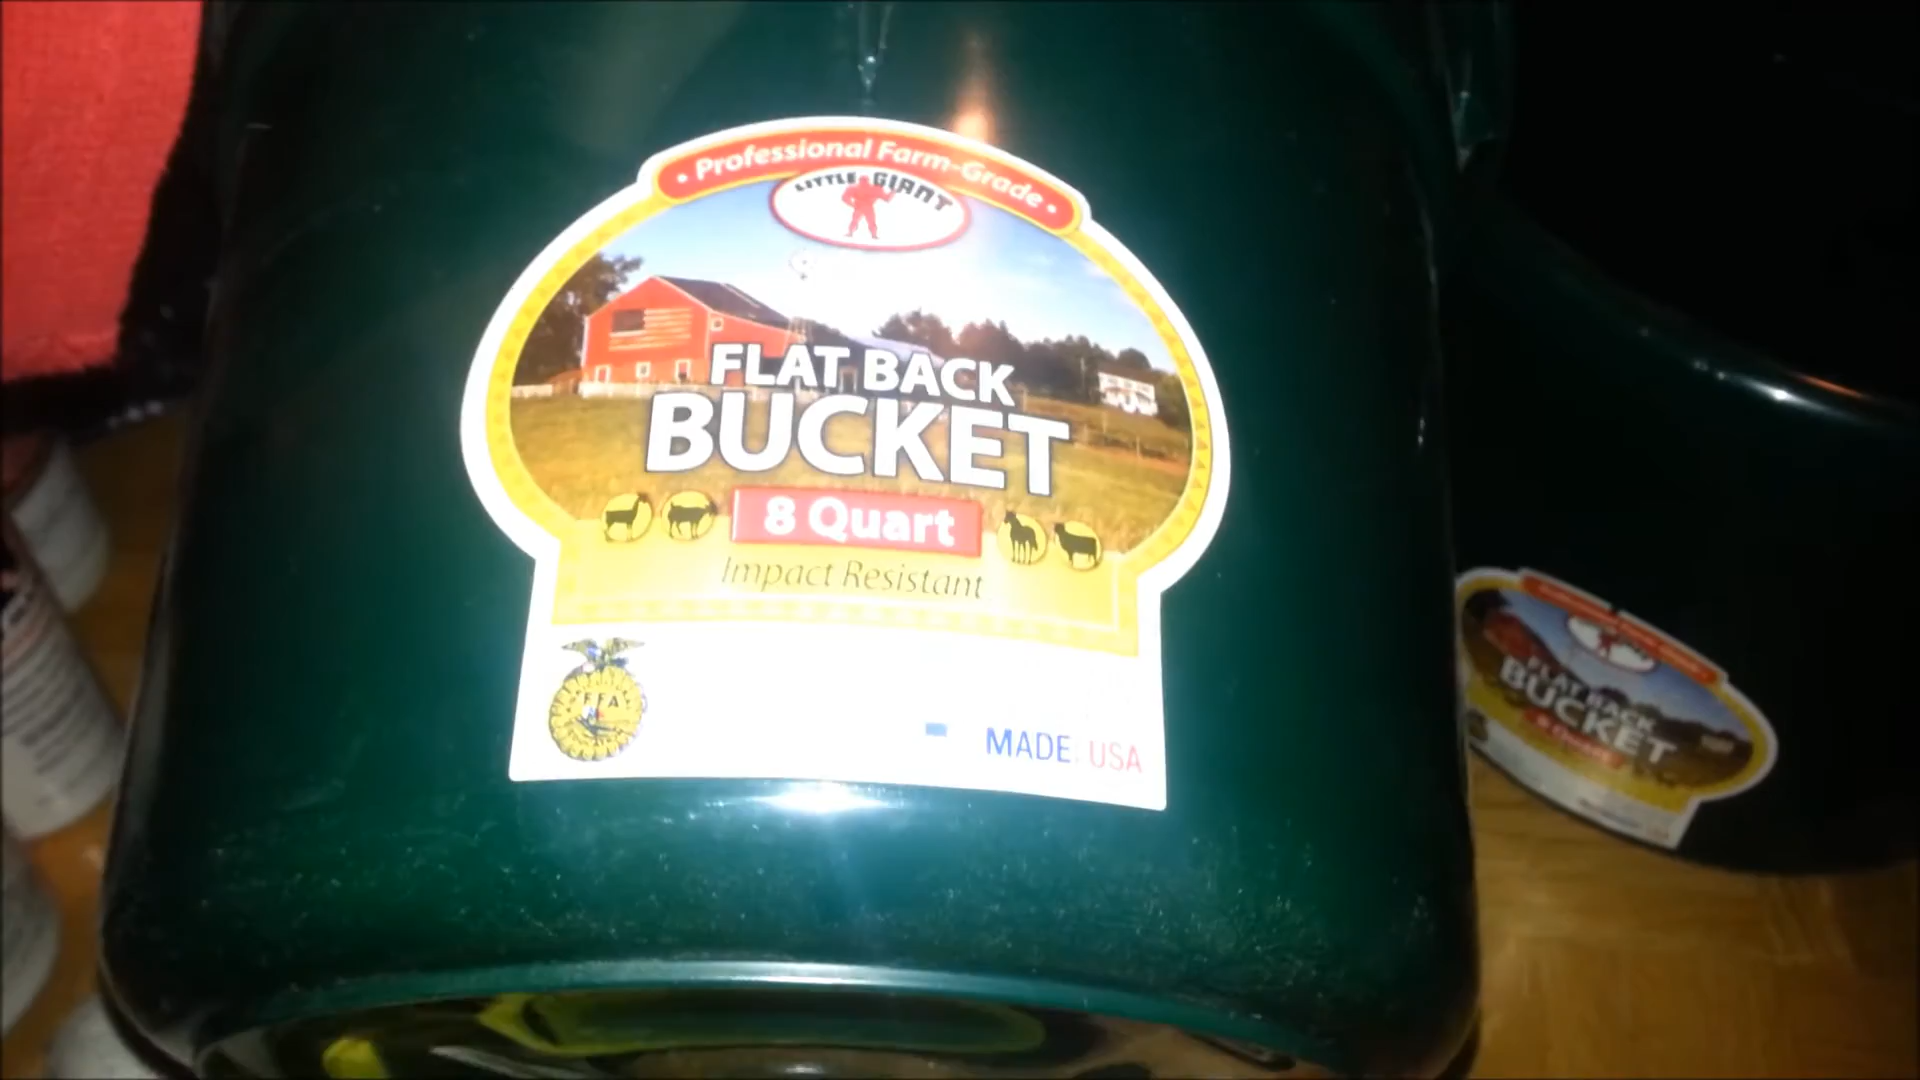 • Professional Farm-Grade •
LITTLE GIANT
FLAT BACK
BUCKET
8 Quart
Impact Resistant
FFA
MADE USA
FLAT BACK
BUCKET